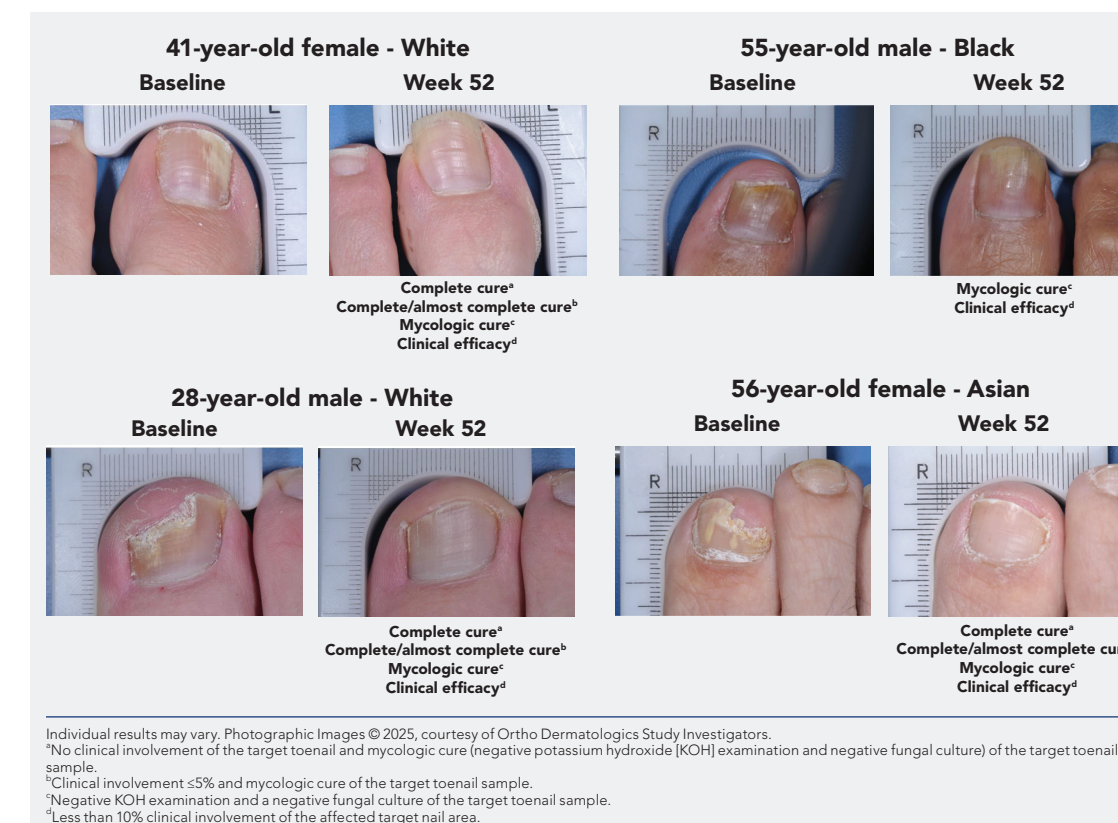 41-year-old female - White
Baseline
Week 52
Complete cureᵃ
Complete/almost complete cureᵇ
Mycologic cureᶜ
Clinical efficacyᵈ
55-year-old male - Black
Baseline
Week 52
R
R
Mycologic cureᶜ
Clinical efficacyᵈ
28-year-old male - White
Baseline
Week 52
R
R
Complete cureᵃ
Complete/almost complete cureᵇ
Mycologic cureᶜ
Clinical efficacyᵈ
56-year-old female - Asian
Baseline
Week 52
R
R
Complete cureᵃ
Complete/almost complete
Mycologic cureᶜ
Clinical efficacyᵈ
Individual results may vary. Photographic Images © 2025, courtesy of Ortho Dermatologics Study Investigators.
ᵃNo clinical involvement of the target toenail and mycologic cure (negative potassium hydroxide [KOH] examination and negative fungal culture) of the target toenail
sample.
ᵇClinical involvement ≤5% and mycologic cure of the target toenail sample.
ᶜNegative KOH examination and a negative fungal culture of the target toenail sample.
ᵈLess than 10% clinical involvement of the affected target nail area.